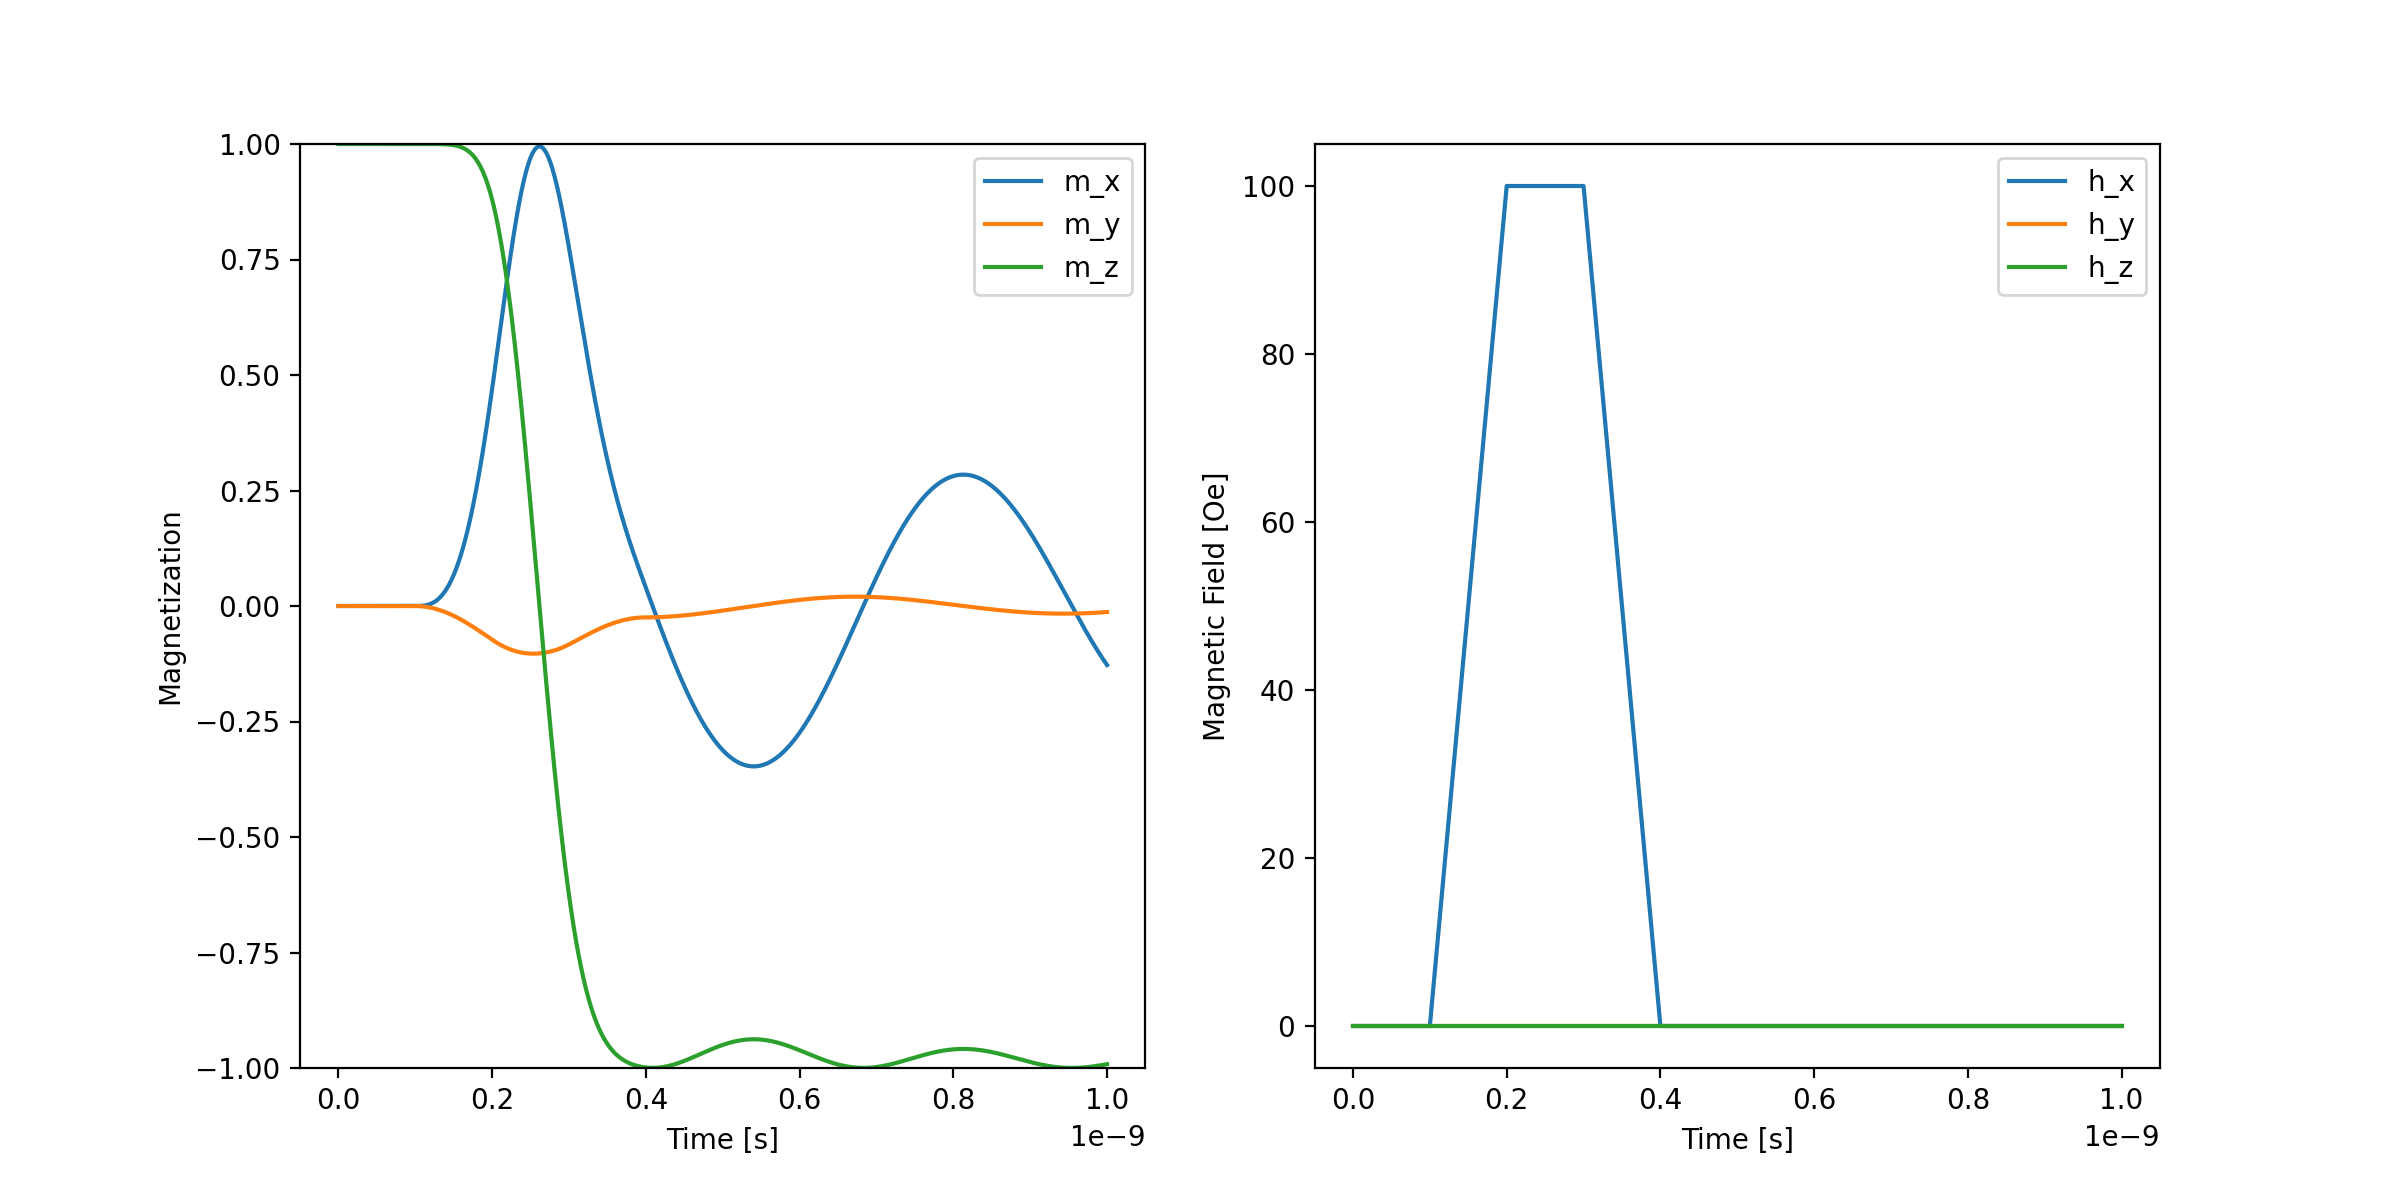 1.00
0.75
0.50
0.25
0.00
−0.25
−0.50
−0.75
−1.00
Magnetization
0.0 0.2 0.4 0.6 0.8 1.0
1e−9
Time [s]
m_x
m_y
m_z
100
80
60
40
20
0
Magnetic Field [Oe]
0.0 0.2 0.4 0.6 0.8 1.0
1e−9
Time [s]
h_x
h_y
h_z